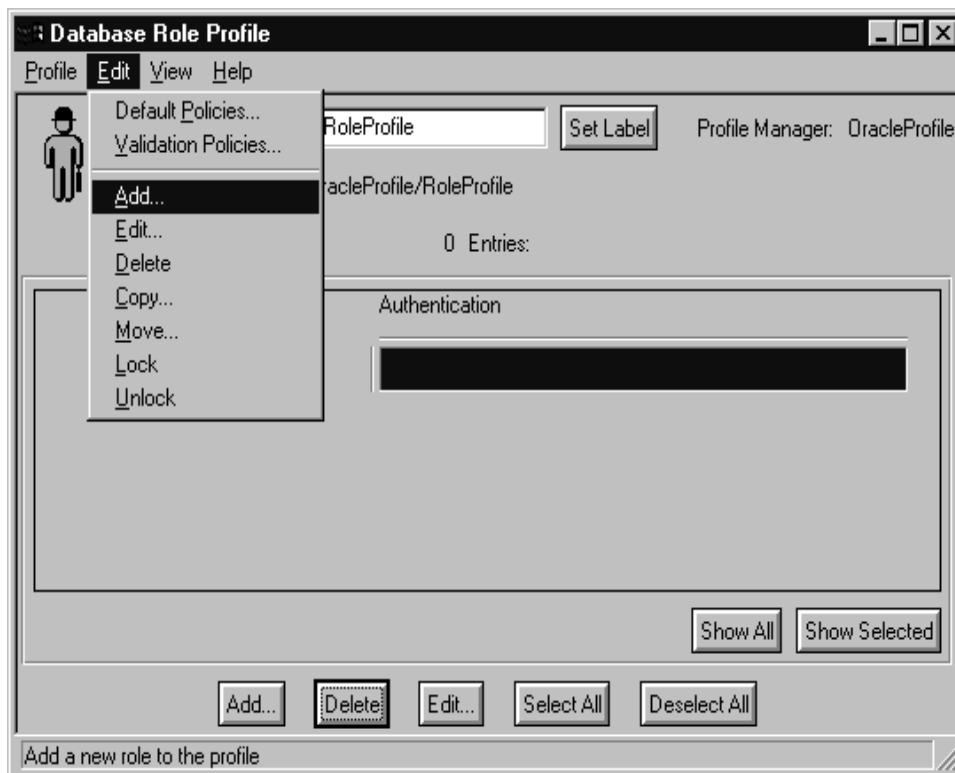 Database Role Profile
Profile Edit View Help
Default Policies...
Validation Policies...
Add...
Edit...
Delete
Copy...
Move...
Lock
Unlock
RoleProfile Set Label Profile Manager: OracleProfile
racleProfile/RoleProfile
0 Entries:
Authentication
Show All Show Selected
Add... Delete Edit... Select All Deselect All
Add a new role to the profile